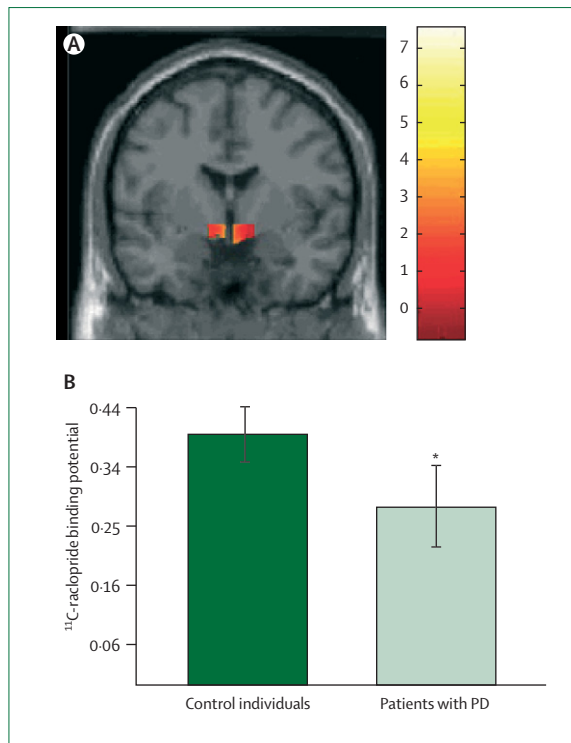 A
7
6
5
4
3
2
1
0
B
0·44
0·34
0·25
0·16
0·06
¹¹C-raclopride binding potential
*
Control individuals
Patients with PD